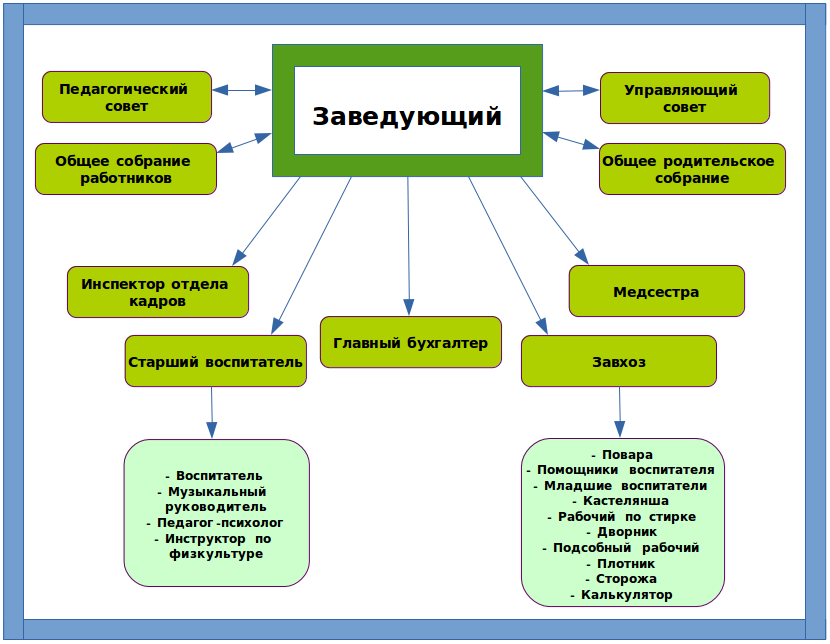 Заведующий
Педагогический
совет
Управляющий
совет
Общее собрание
работников
Общее родительское
собрание
Инспектор отдела
кадров
Медсестра
Старший воспитатель
Главный бухгалтер
Завхоз
- Воспитатель
- Музыкальный
руководитель
- Педагог-психолог
- Инструктор по
физкультуре
- Повара
- Помощники воспитателя
- Младшие воспитатели
- Кастелянша
- Рабочий по стирке
- Дворник
- Подсобный рабочий
- Плотник
- Сторожа
- Калькулятор